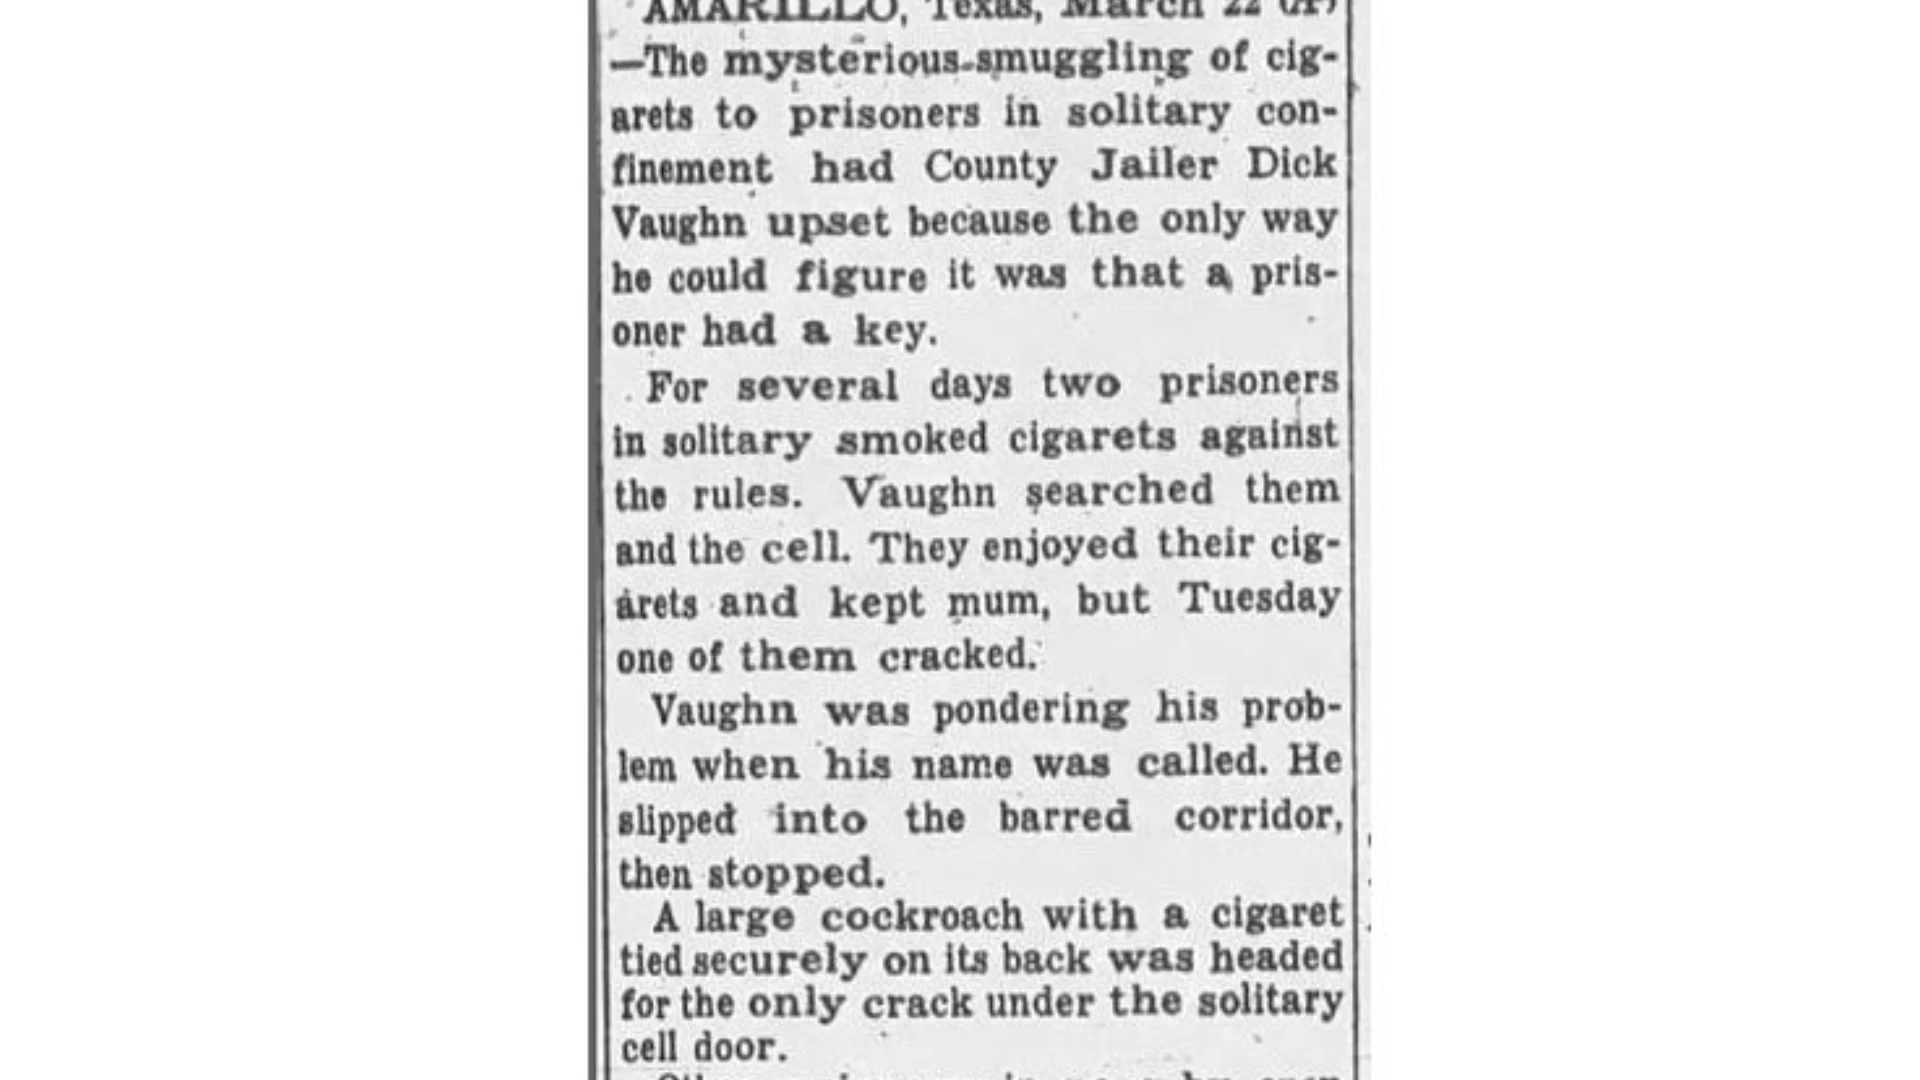 AMARILLO, Texas, March 22
—The mysterious smuggling of cig-
arets to prisoners in solitary con-
finement had County Jailer Dick
Vaughn upset because the only way
he could figure it was that a pris-
oner had a key.
For several days two prisoners
in solitary smoked cigarets against
the rules. Vaughn searched them
and the cell. They enjoyed their cig-
arets and kept mum, but Tuesday
one of them cracked.
Vaughn was pondering his prob-
lem when his name was called. He
slipped into the barred corridor,
then stopped.
A large cockroach with a cigaret
tied securely on its back was headed
for the only crack under the solitary
cell door.